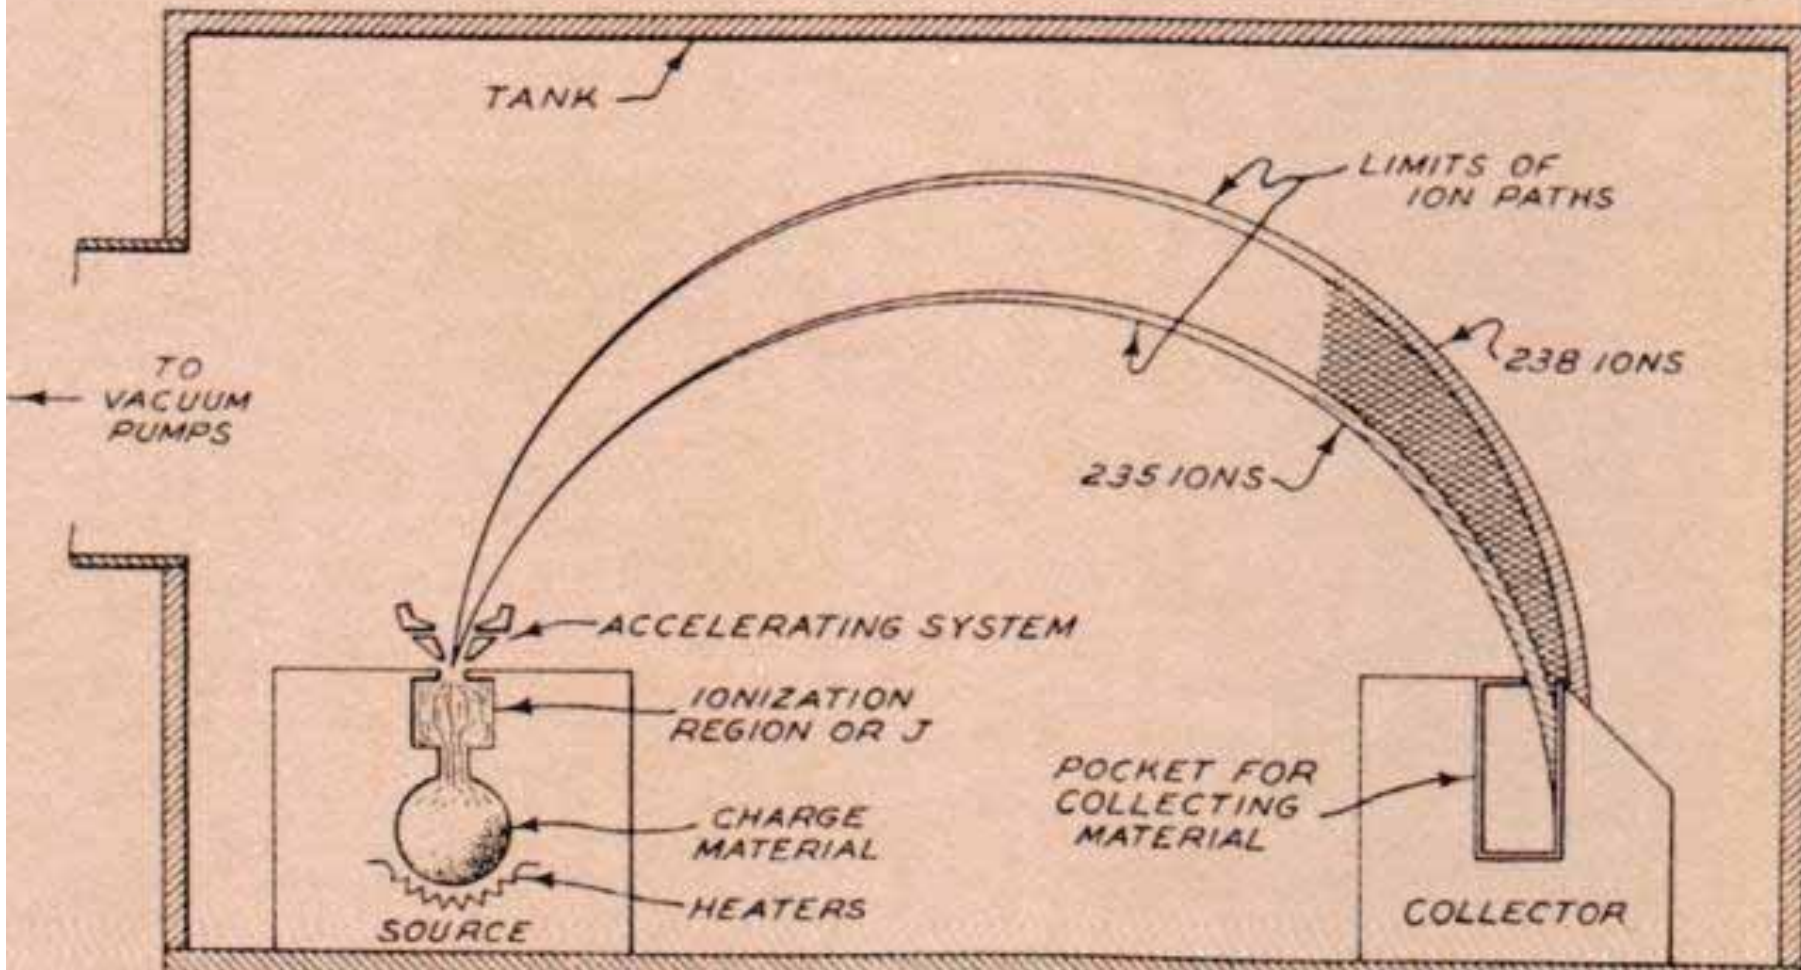 TANK
LIMITS OF
ION PATHS
TO
VACUUM
PUMPS
238 IONS
235 IONS
ACCELERATING SYSTEM
IONIZATION
REGION OR J
POCKET FOR
COLLECTING
MATERIAL
CHARGE
MATERIAL
HEATERS
SOURCE
COLLECTOR